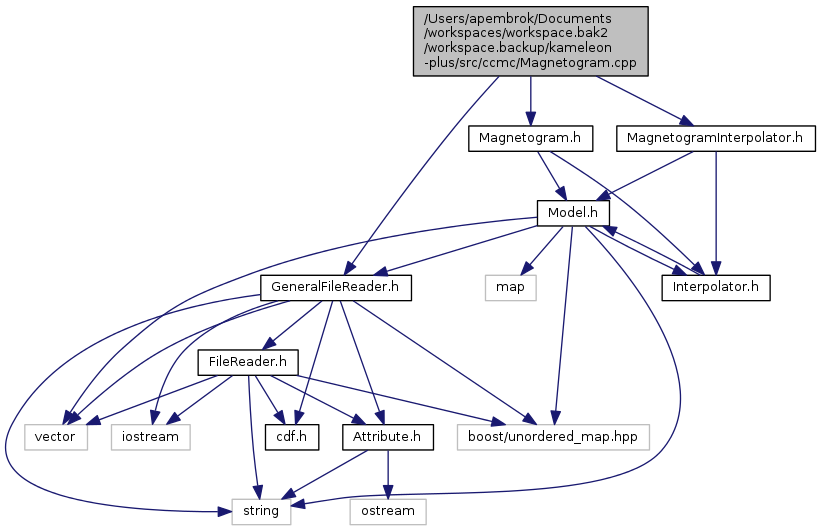 /Users/apembrok/Documents
/workspaces/workspace.bak2
/workspace.backup/kameleon
-plus/src/ccmc/Magnetogram.cpp
Magnetogram.h
MagnetogramInterpolator.h
Model.h
GeneralFileReader.h
map
Interpolator.h
FileReader.h
vector
iostream
cdf.h
Attribute.h
boost/unordered_map.hpp
string
ostream